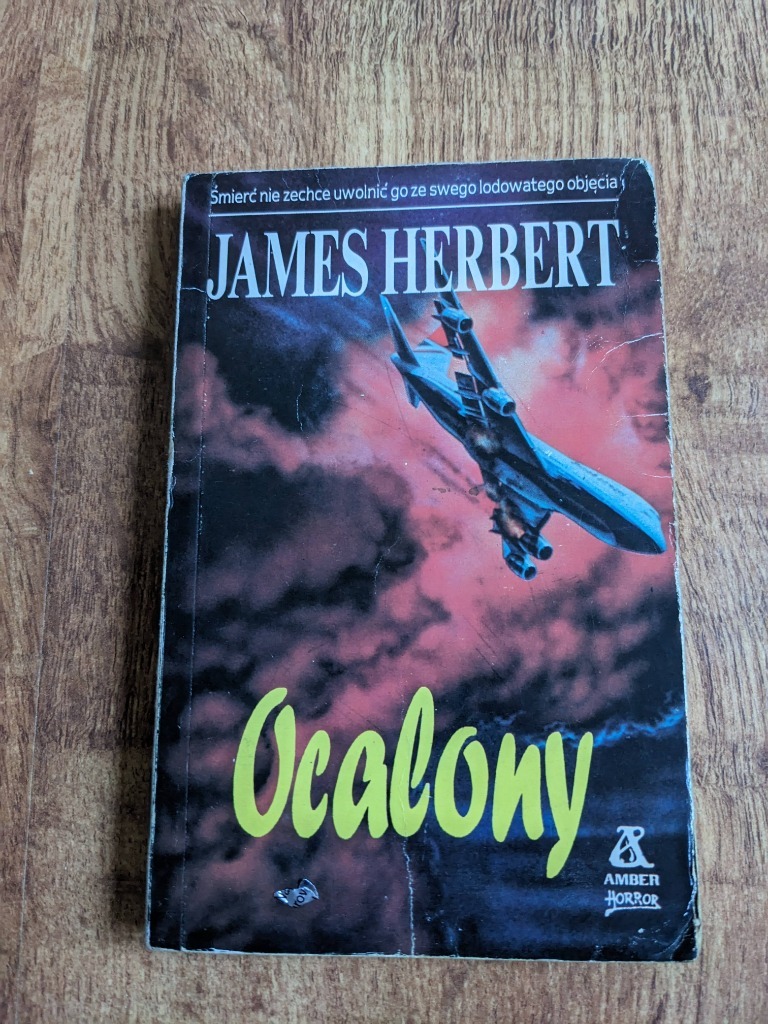 Śmierć nie zechce uwolnić go ze swego lodowatego objęcia
JAMES HERBERT
Ocalony
AMBER
HORROR